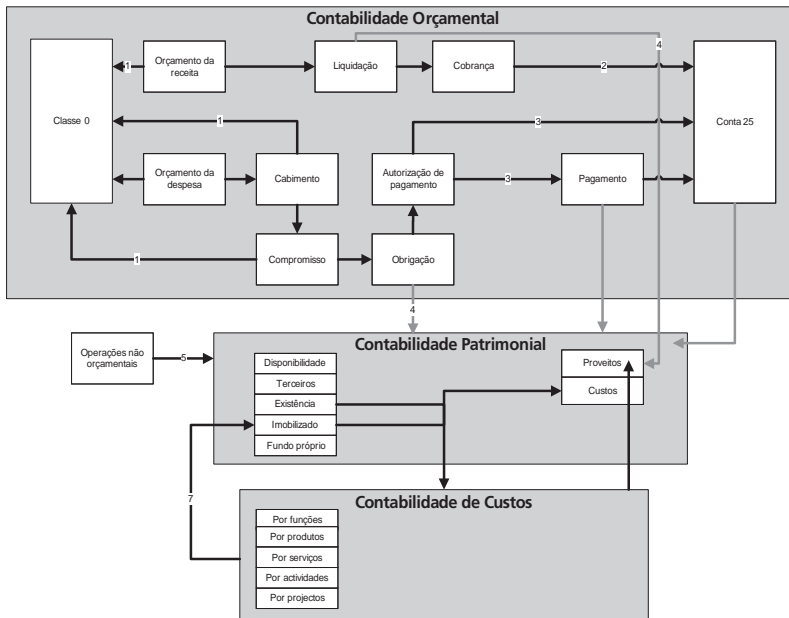 Contabilidade Orçamental
4
1
Orçamento da
receita
Liquidação
Cobrança
2
Classe 0
Conta 25
1
3
Orçamento da
despesa
Cabimento
Autorização de
pagamento
3
Pagamento
1
Compromisso
Obrigação
4
Operações não
orçamentais
5
Contabilidade Patrimonial
Disponibilidade
Terceiros
Existência
Imobilizado
Fundo próprio
Proveitos
Custos
7
Contabilidade de Custos
Por funções
Por produtos
Por serviços
Por actividades
Por projectos